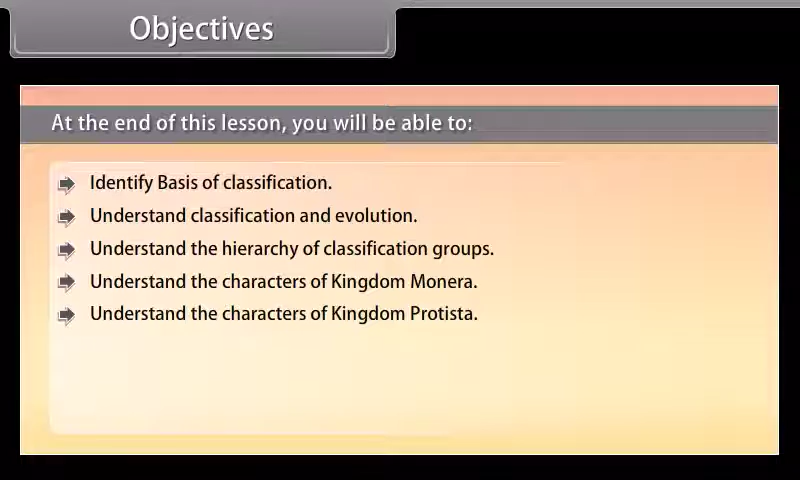 Objectives
At the end of this lesson, you will be able to:
Identify Basis of classification.
Understand classification and evolution.
Understand the hierarchy of classification groups.
Understand the characters of Kingdom Monera.
Understand the characters of Kingdom Protista.